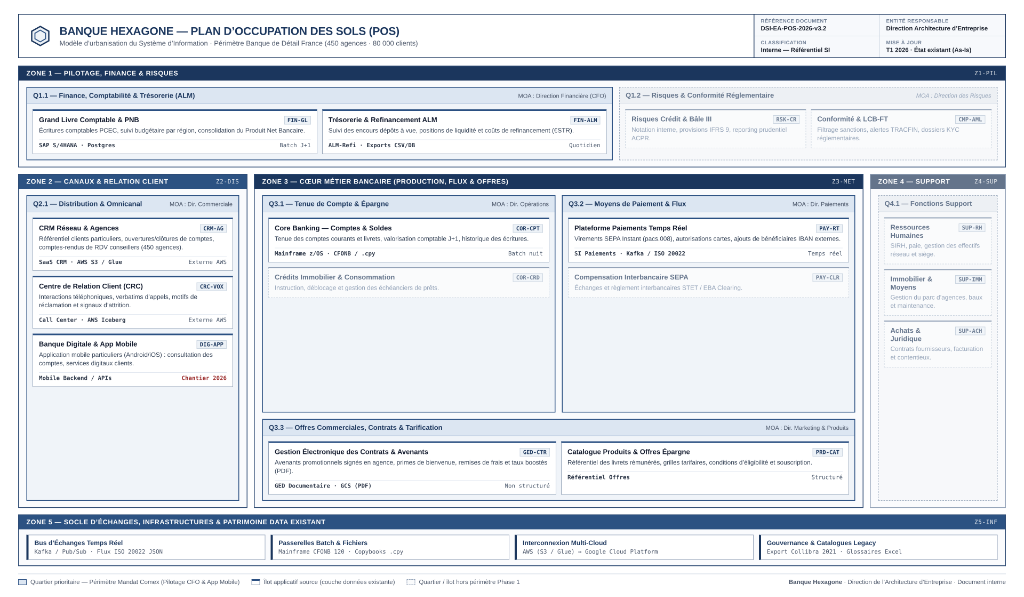 BANQUE HEXAGONE — PLAN D'OCCUPATION DES SOLS (POS)
Modèle d'urbanisation du Système d'Information · Périmètre Banque de Détail France (450 agences · 80 000 clients)
RÉFÉRENCE DOCUMENT
DSI-EA-POS-2026-v3.2
ENTITÉ RESPONSABLE
Direction Architecture d'Entreprise
CLASSIFICATION
Interne — Référentiel SI
MISE À JOUR
T1 2026 · État existant (As-Is)
ZONE 1 — PILOTAGE, FINANCE & RISQUES
Z1-PIL
Q1.1 — Finance, Comptabilité & Trésorerie (ALM)
MOA : Direction Financière (CFO)
Grand Livre Comptable & PNB
FIN-GL
Écritures comptables PCEC, suivi budgétaire par région, consolidation du Produit Net Bancaire.
SAP S/4HANA · Postgres
Batch J+1
Trésorerie & Refinancement ALM
FIN-ALM
Suivi des encours dépôts à vue, positions de liquidité et coûts de refinancement (€STR).
ALM-Refi · Exports CSV/DB
Quotidien
Q1.2 — Risques & Conformité Réglementaire
MOA : Direction des Risques
Risques Crédit & Bâle III
RSK-CR
Notation interne, provisions IFRS 9, reporting prudentiel
ACPR.
Conformité & LCB-FT
CMP-AML
Filtrage sanctions, alertes TRACFIN, dossiers KYC
réglementaires.
ZONE 2 — CANAUX & RELATION CLIENT
Z2-DIS
Q2.1 — Distribution & Omnicanal
MOA : Dir. Commerciale
CRM Réseau & Agences
CRM-AG
Référentiel clients particuliers, ouvertures/clôtures de comptes,
comptes-rendus de RDV conseillers (450 agences).
SaaS CRM · AWS S3 / Glue
Externe AWS
Centre de Relation Client (CRC)
CRC-VOX
Interactions téléphoniques, verbatims d'appels, motifs de
réclamation et signaux d'attrition.
Call Center · AWS Iceberg
Externe AWS
Banque Digitale & App Mobile
DIG-APP
Application mobile particuliers (Android/iOS) : consultation des
comptes, services digitaux clients.
Mobile Backend / APIs
Chantier 2026
ZONE 3 — CŒUR MÉTIER BANCAIRE (PRODUCTION, FLUX & OFFRES)
Z3-MET
Q3.1 — Tenue de Compte & Épargne
MOA : Dir. Opérations
Core Banking — Comptes & Soldes
COR-CPT
Tenue des comptes courants et livrets, valorisation comptable J+1, historique des écritures.
Mainframe z/OS · CFONB / .cpy
Batch nuit
Crédits Immobilier & Consommation
COR-CRD
Instruction, déblocage et gestion des échéanciers de prêts.
Q3.2 — Moyens de Paiement & Flux
MOA : Dir. Paiements
Plateforme Paiements Temps Réel
PAY-RT
Virements SEPA Instant (pacs.008), autorisations cartes, ajouts de bénéficiaires IBAN externes.
SI Paiements · Kafka / ISO 20022
Temps réel
Compensation Interbancaire SEPA
PAY-CLR
Échanges et règlement interbancaires STET / EBA Clearing.
Q3.3 — Offres Commerciales, Contrats & Tarification
MOA : Dir. Marketing & Produits
Gestion Électronique des Contrats & Avenants
GED-CTR
Avenants promotionnels signés en agence, primes de bienvenue, remises de frais et taux boostés
(PDF).
GED Documentaire · GCS (PDF)
Non structuré
Catalogue Produits & Offres Épargne
PRD-CAT
Référentiel des livrets rémunérés, grilles tarifaires, conditions d'éligibilité et souscription.
Référentiel Offres
Structuré
ZONE 4 — SUPPORT
Z4-SUP
Q4.1 — Fonctions Support
Ressources
Humaines
SUP-RH
SIRH, paie, gestion des effectifs
réseau et siège.
Immobilier &
Moyens
SUP-IMM
Gestion du parc d'agences, baux
et maintenance.
Achats &
Juridique
SUP-ACH
Contrats fournisseurs, facturation
et contentieux.
ZONE 5 — SOCLE D'ÉCHANGES, INFRASTRUCTURES & PATRIMOINE DATA EXISTANT
Z5-INF
Bus d'Échanges Temps Réel
Kafka / Pub/Sub · Flux ISO 20022 JSON
Passerelles Batch & Fichiers
Mainframe CFONB 120 · Copybooks .cpy
Interconnexion Multi-Cloud
AWS (S3 / Glue) ↔ Google Cloud Platform
Gouvernance & Catalogues Legacy
Export Collibra 2021 · Glossaires Excel
Quartier prioritaire — Périmètre Mandat Comex (Pilotage CFO & App Mobile)
Îlot applicatif source (couche données existante)
Quartier / Îlot hors périmètre Phase 1
Banque Hexagone · Direction de l'Architecture d'Entreprise · Document interne